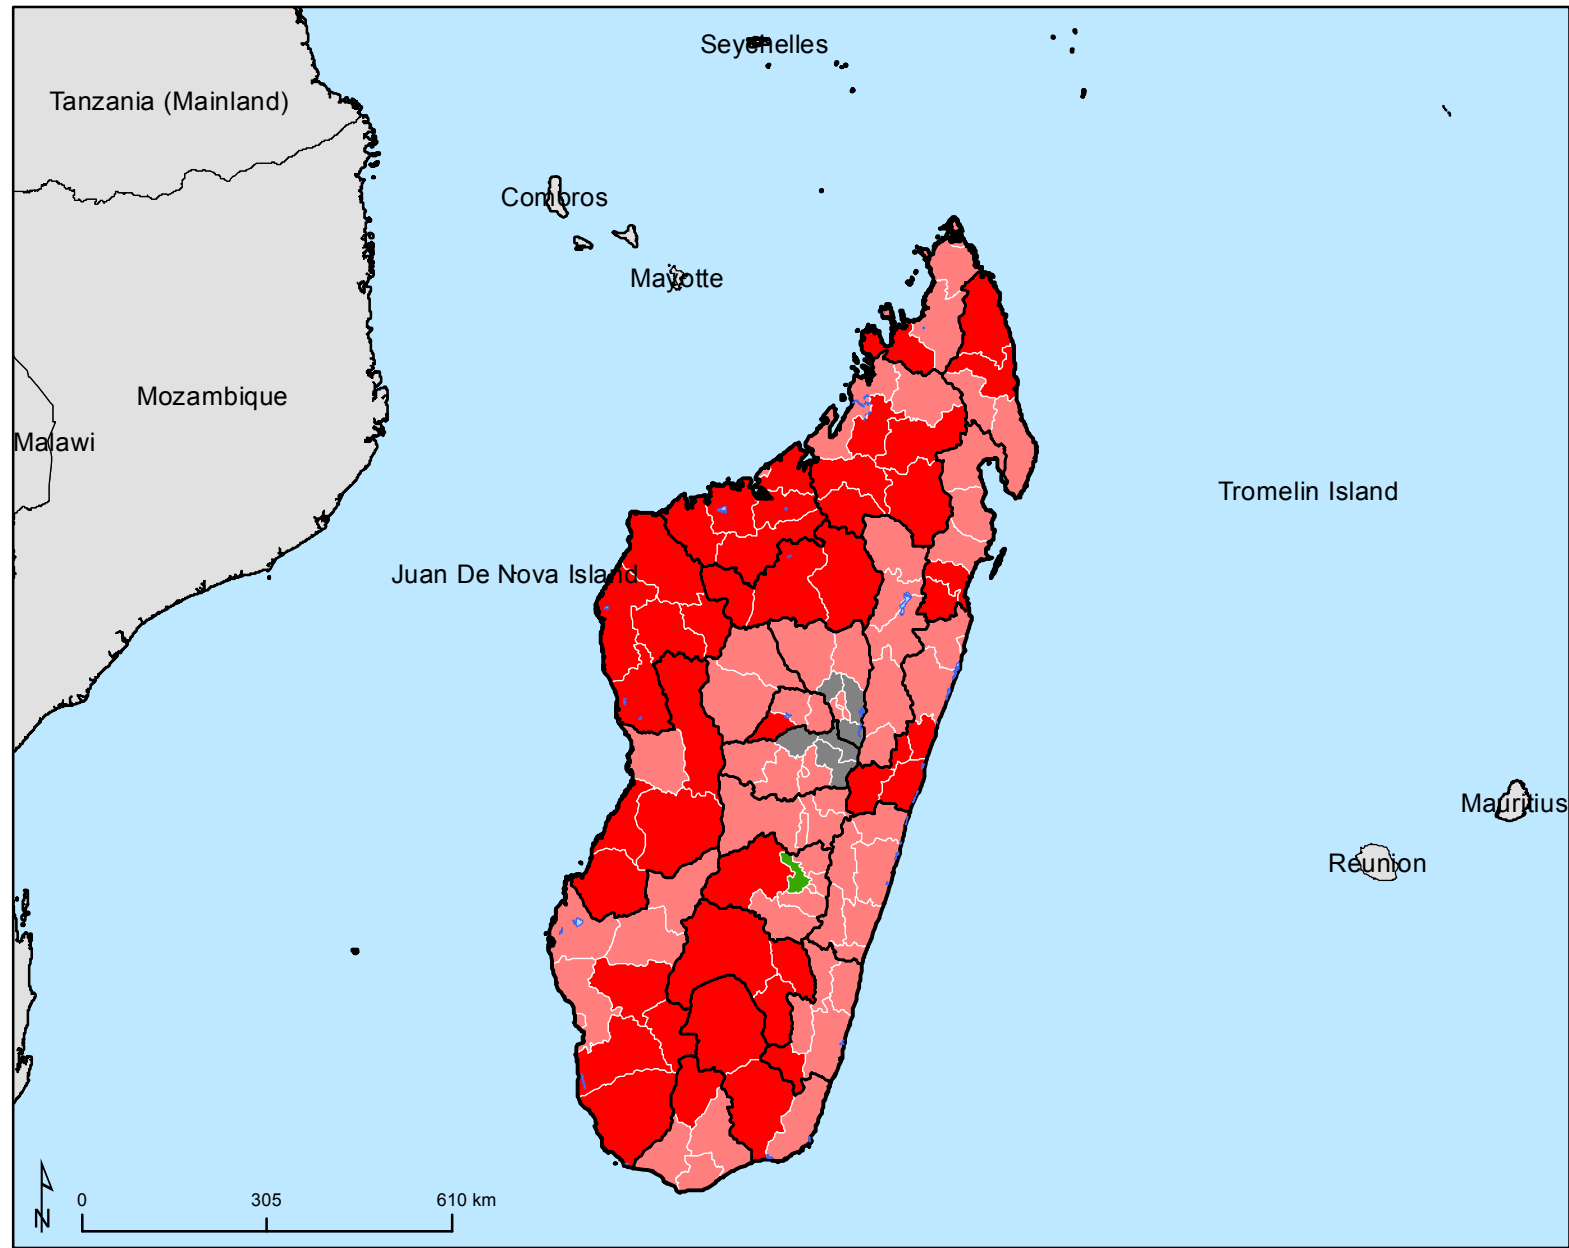 Seychelles
Tanzania (Mainland)
Comoros
Mayotte
Mozambique
Malawi
Tromelin Island
Juan De Nova Island
Mauritius
Reunion
0 305 610 km
N